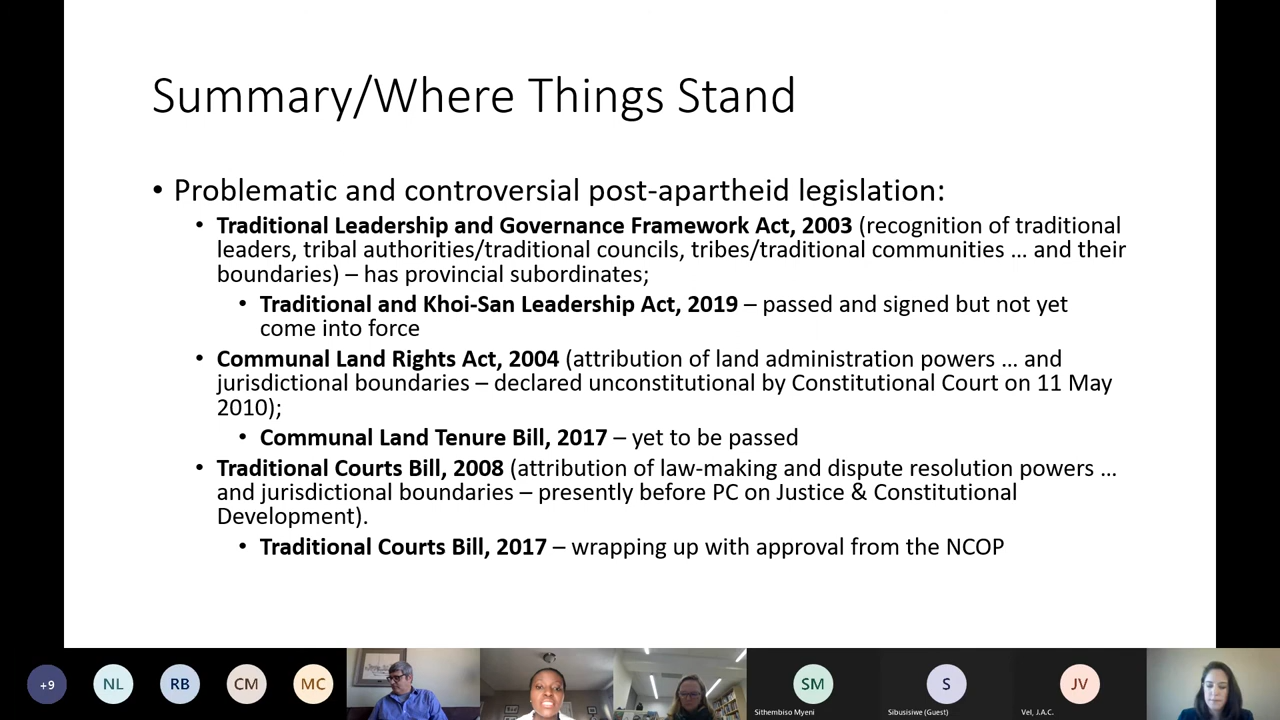 Summary/Where Things Stand
• Problematic and controversial post-apartheid legislation:
• Traditional Leadership and Governance Framework Act, 2003 (recognition of traditional
leaders, tribal authorities/traditional councils, tribes/traditional communities … and their
boundaries) – has provincial subordinates;
• Traditional and Khoi-San Leadership Act, 2019 – passed and signed but not yet
come into force
• Communal Land Rights Act, 2004 (attribution of land administration powers … and
jurisdictional boundaries – declared unconstitutional by Constitutional Court on 11 May
2010);
• Communal Land Tenure Bill, 2017 – yet to be passed
• Traditional Courts Bill, 2008 (attribution of law-making and dispute resolution powers …
and jurisdictional boundaries – presently before PC on Justice & Constitutional
Development).
• Traditional Courts Bill, 2017 – wrapping up with approval from the NCOP
+9 NL RB CM MC SM S JV
Sithembiso Myeni Sibusisiwe (Guest) Vel, J.A.C.